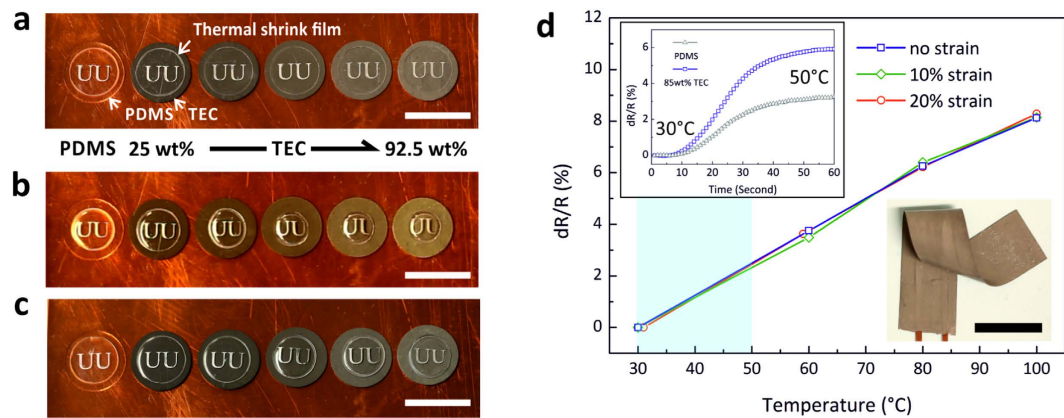 a
Thermal shrink film
UU UU UU UU UU UU
PDMS TEC
PDMS 25 wt% TEC 92.5 wt%
b
UU UU UU UU UU UU
c
UU UU UU UU UU UU
d
12
10
8
6
4
2
0
dR/R (%)
30 40 50 60 70 80 90 100
Temperature (°C)
no strain
10% strain
20% strain
PDMS
85wt% TEC
50°C
30°C
6
4
2
0
dR/R (%)
0 10 20 30 40 50 60
Time (Second)